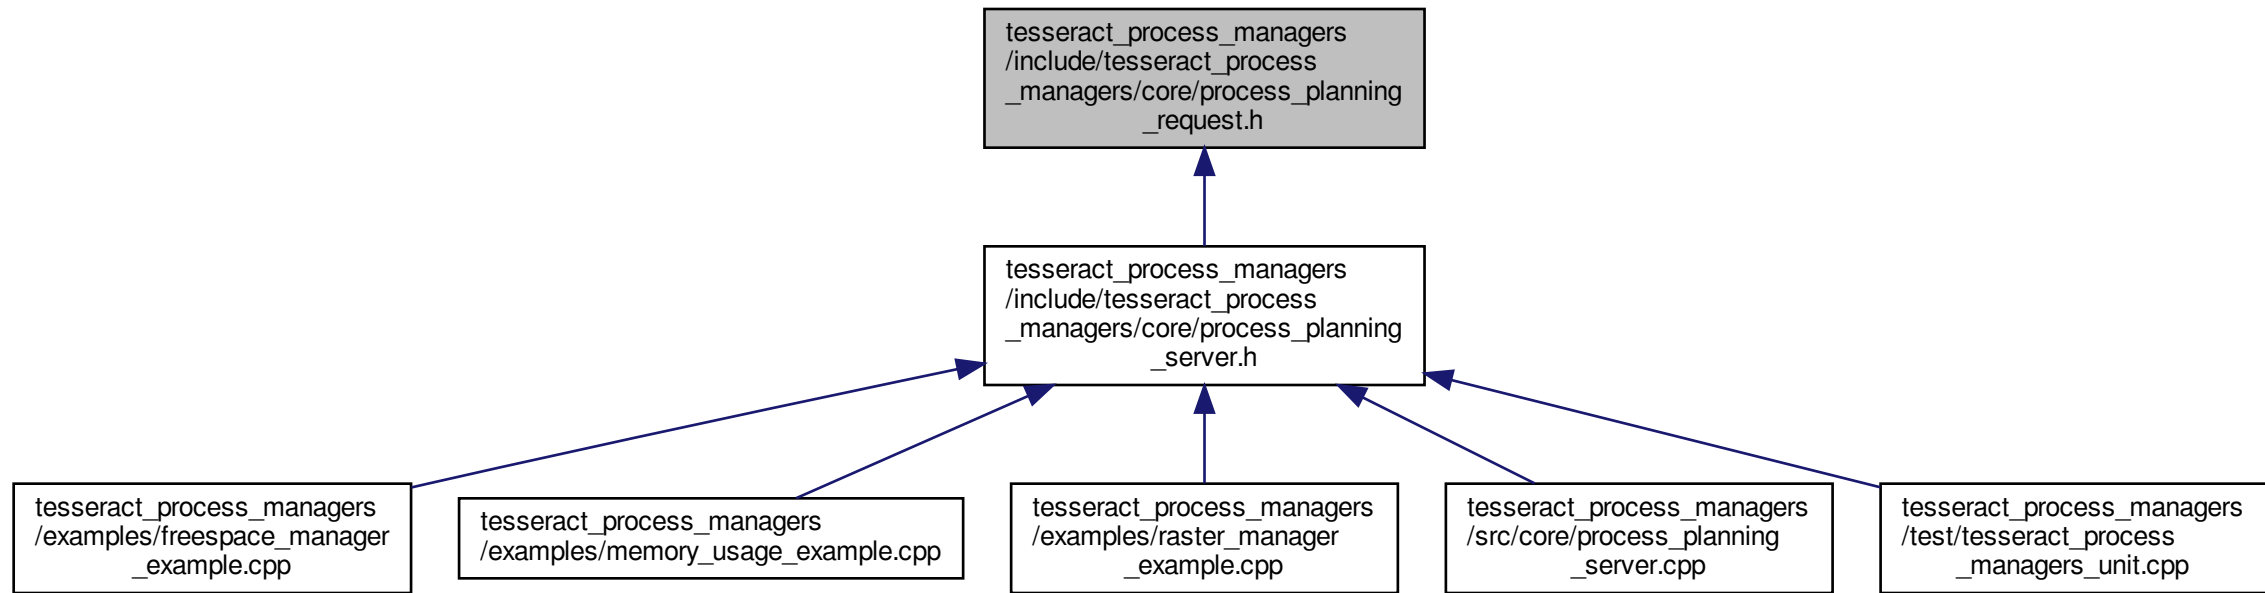 tesseract_process_managers
/include/tesseract_process
_managers/core/process_planning
_request.h
tesseract_process_managers
/include/tesseract_process
_managers/core/process_planning
_server.h
tesseract_process_managers
/examples/freespace_manager
_example.cpp
tesseract_process_managers
/examples/memory_usage_example.cpp
tesseract_process_managers
/examples/raster_manager
_example.cpp
tesseract_process_managers
/src/core/process_planning
_server.cpp
tesseract_process_managers
/test/tesseract_process
_managers_unit.cpp